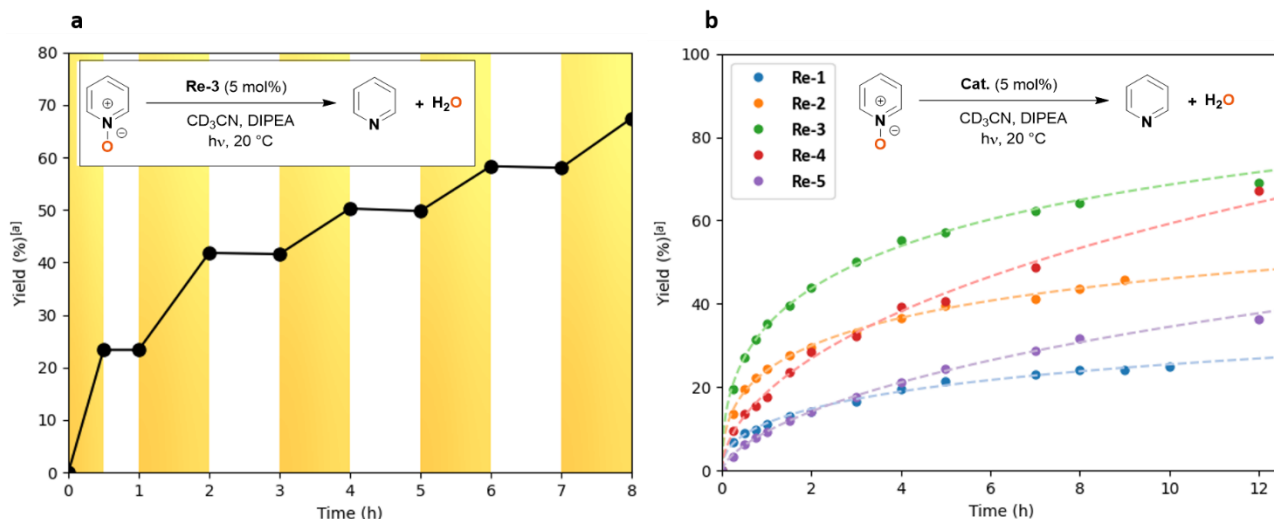 a
80
70
60
50
40
30
20
10
0
Yield (%)[a]
0 1 2 3 4 5 6 7 8
Time (h)
Re-3 (5 mol%)
CD3CN, DIPEA
hν, 20 °C
N
+
O
−
N
+ H2O
b
100
80
60
40
20
0
Yield (%)[a]
0 2 4 6 8 10 12
Time (h)
Re-1
Re-2
Re-3
Re-4
Re-5
Cat. (5 mol%)
CD3CN, DIPEA
hν, 20 °C
N
+
O
−
N
+ H2O